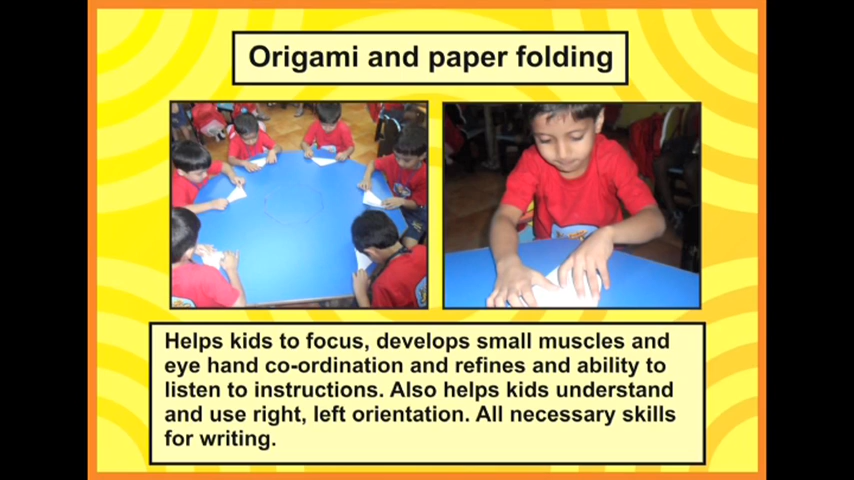 Origami and paper folding
Helps kids to focus, develops small muscles and
eye hand co-ordination and refines and ability to
listen to instructions. Also helps kids understand
and use right, left orientation. All necessary skills
for writing.